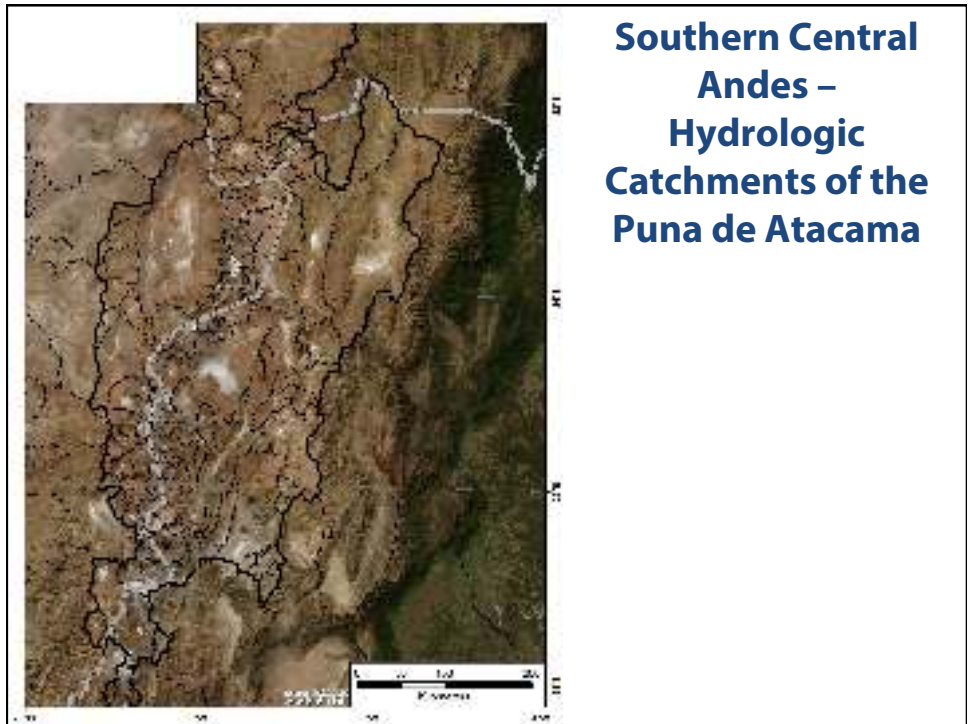 Southern Central
Andes –
Hydrologic
Catchments of the
Puna de Atacama